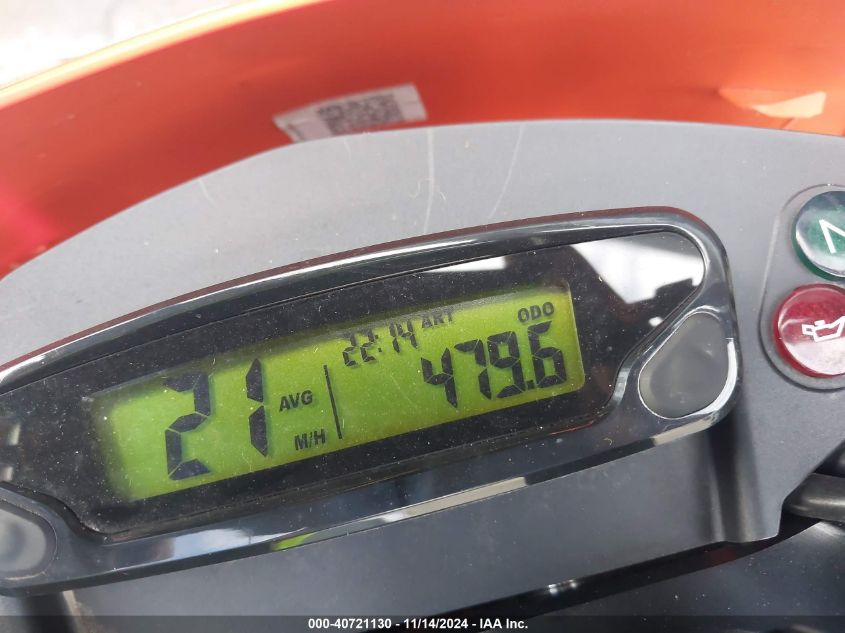 22:14 ART ODO
21 AVG M/H 479.6
N
000-40721130 - 11/14/2024 - IAA Inc.